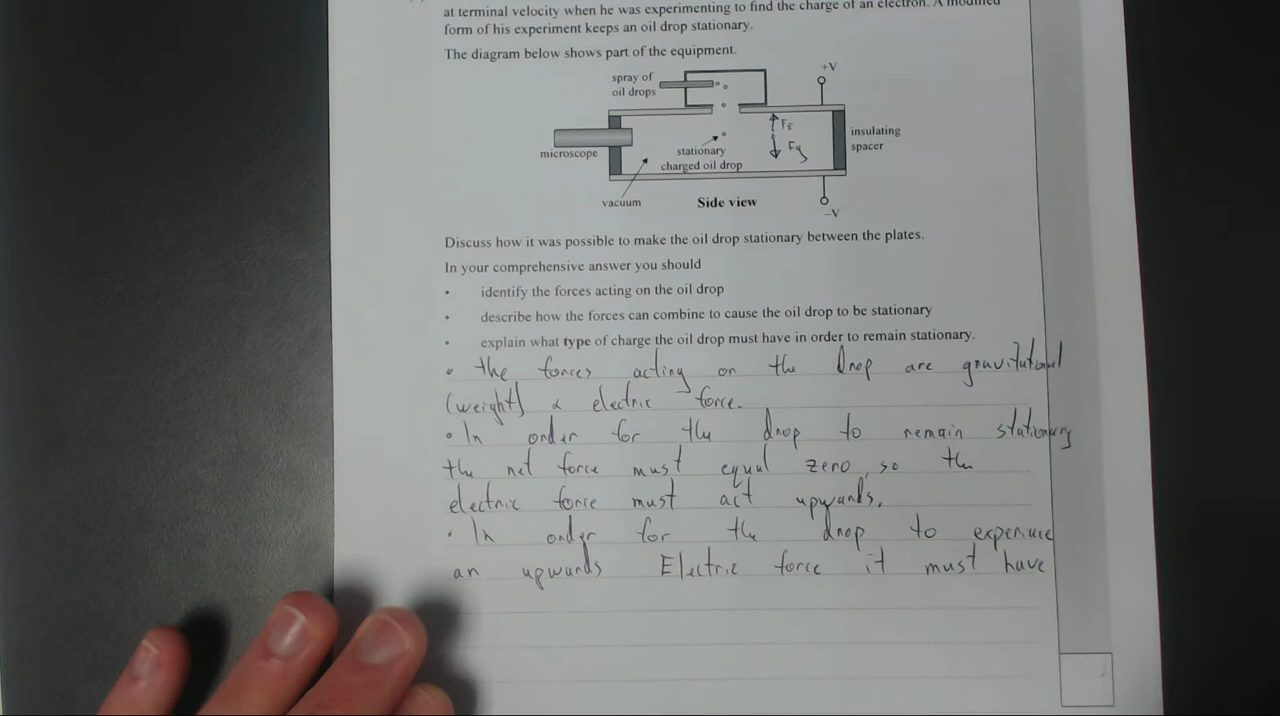 at terminal velocity when he was experimenting to find the charge of an electron. A modified
form of his experiment keeps an oil drop stationary.
The diagram below shows part of the equipment.
+V
spray of
oil drops
FE
insulating
spacer
Fg
microscope
stationary
charged oil drop
vacuum
Side view
–V
Discuss how it was possible to make the oil drop stationary between the plates.
In your comprehensive answer you should
• identify the forces acting on the oil drop
• describe how the forces can combine to cause the oil drop to be stationary
• explain what type of charge the oil drop must have in order to remain stationary.
• the forces acting on the drop are gravitational
(weight) & electric force.
• In order for the drop to remain stationary
the net force must equal zero, so the
electric force must act upwards.
• In order for the drop to experience
an upwards Electric force it must have